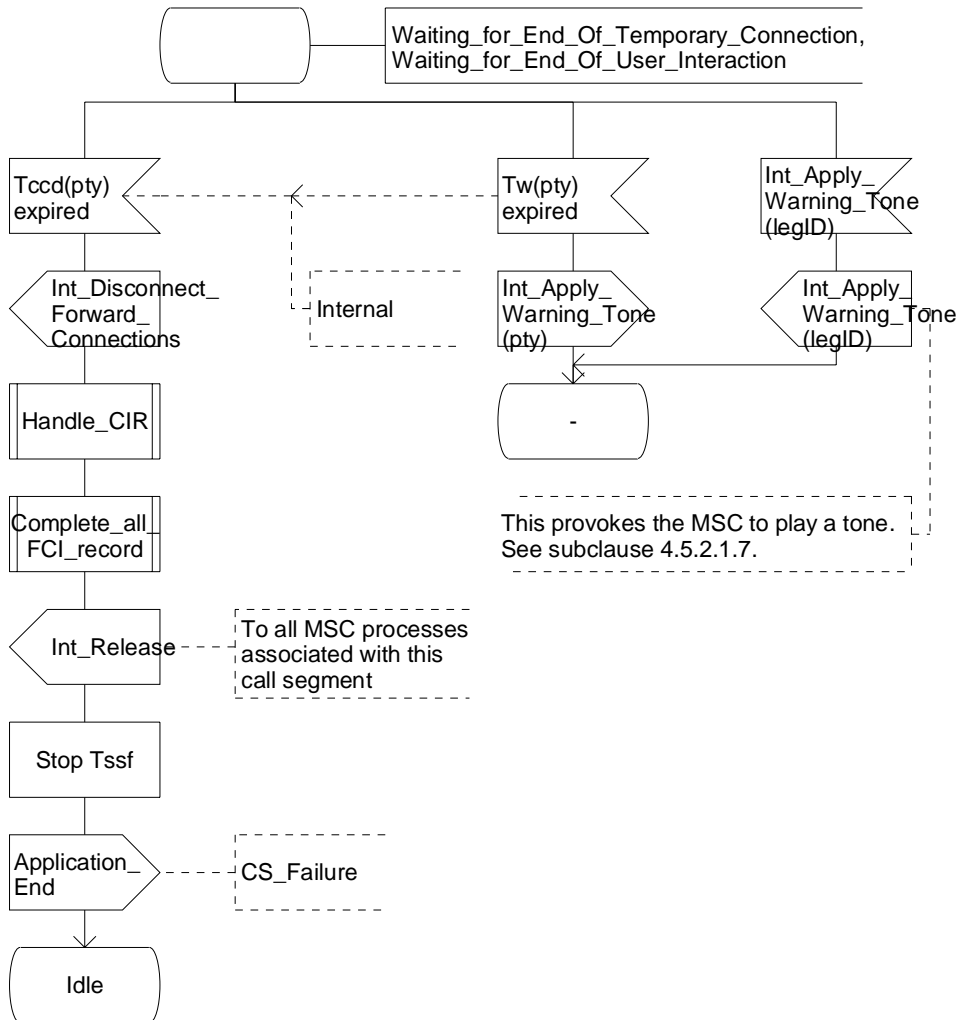 Waiting_for_End_Of_Temporary_Connection,
Waiting_for_End_Of_User_Interaction
Tccd(pty)
expired
Tw(pty)
expired
Int_Apply_
Warning_Tone
(legID)
Int_Disconnect_
Forward_
Connections
Internal
Int_Apply_
Warning_Tone
(pty)
Int_Apply_
Warning_Tone
(legID)
Handle_CIR
-
Complete_all_
FCI_record
This provokes the MSC to play a tone.
See subclause 4.5.2.1.7.
Int_Release
To all MSC processes
associated with this
call segment
Stop Tssf
Application_
End
CS_Failure
Idle